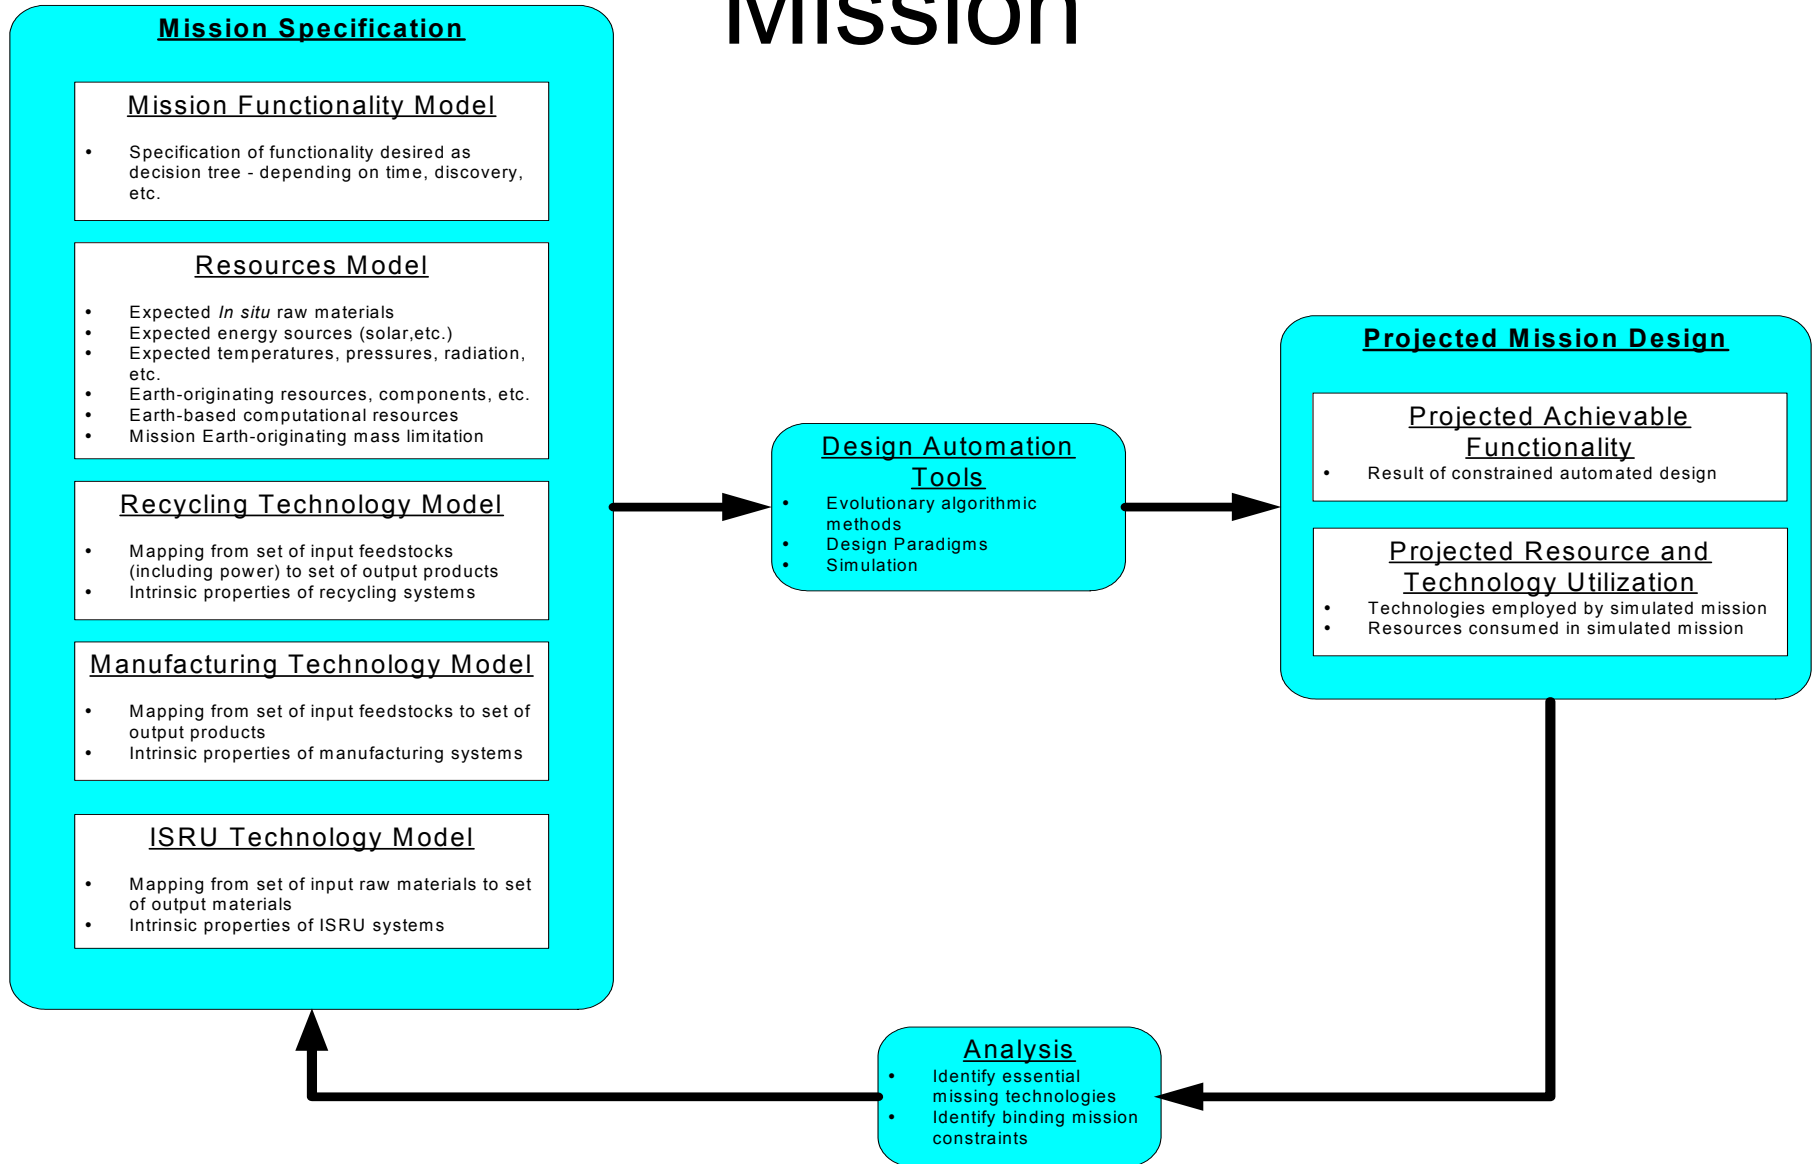 Mission
Mission Specification
Mission Functionality Model
• Specification of functionality desired as
decision tree - depending on time, discovery,
etc.
Resources Model
• Expected In situ raw materials
• Expected energy sources (solar,etc.)
• Expected temperatures, pressures, radiation,
etc.
• Earth-originating resources, components, etc.
• Earth-based computational resources
• Mission Earth-originating mass limitation
Recycling Technology Model
• Mapping from set of input feedstocks
(including power) to set of output products
• Intrinsic properties of recycling systems
Manufacturing Technology Model
• Mapping from set of input feedstocks to set of
output products
• Intrinsic properties of manufacturing systems
ISRU Technology Model
• Mapping from set of input raw materials to set
of output materials
• Intrinsic properties of ISRU systems
Design Automation
Tools
• Evolutionary algorithmic
methods
• Design Paradigms
• Simulation
Projected Mission Design
Projected Achievable
Functionality
• Result of constrained automated design
Projected Resource and
Technology Utilization
• Technologies employed by simulated mission
• Resources consumed in simulated mission
Analysis
• Identify essential
missing technologies
• Identify binding mission
constraints